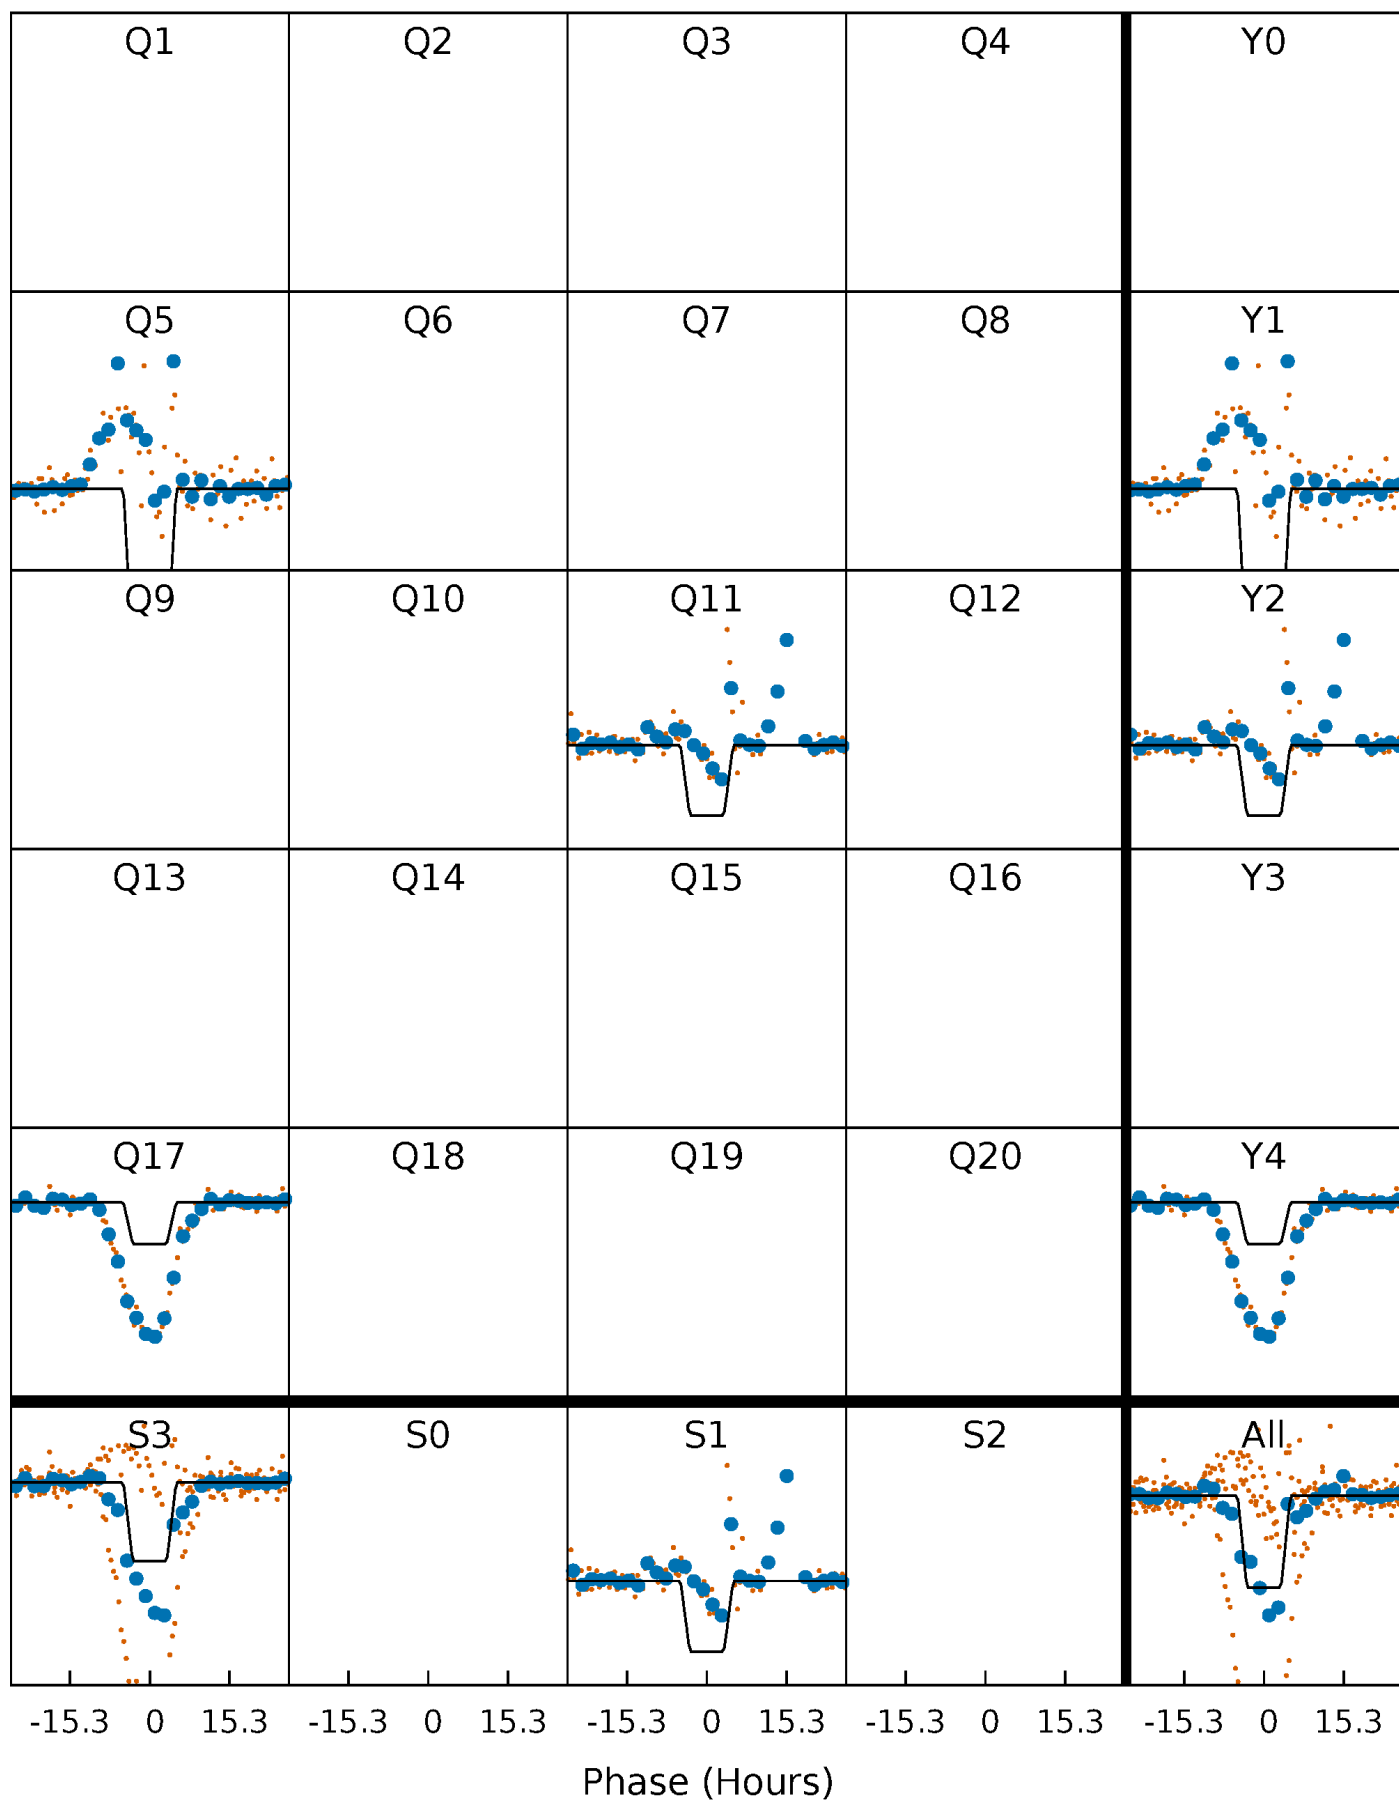 Q1 Q2 Q3 Q4 Y0
Q5 Q6 Q7 Q8 Y1
Q9 Q10 Q11 Q12 Y2
Q13 Q14 Q15 Q16 Y3
Q17 Q18 Q19 Q20 Y4
S3 S0 S1 S2 All
-15.3 0 15.3 -15.3 0 15.3 -15.3 0 15.3 -15.3 0 15.3 -15.3 0 15.3
Phase (Hours)